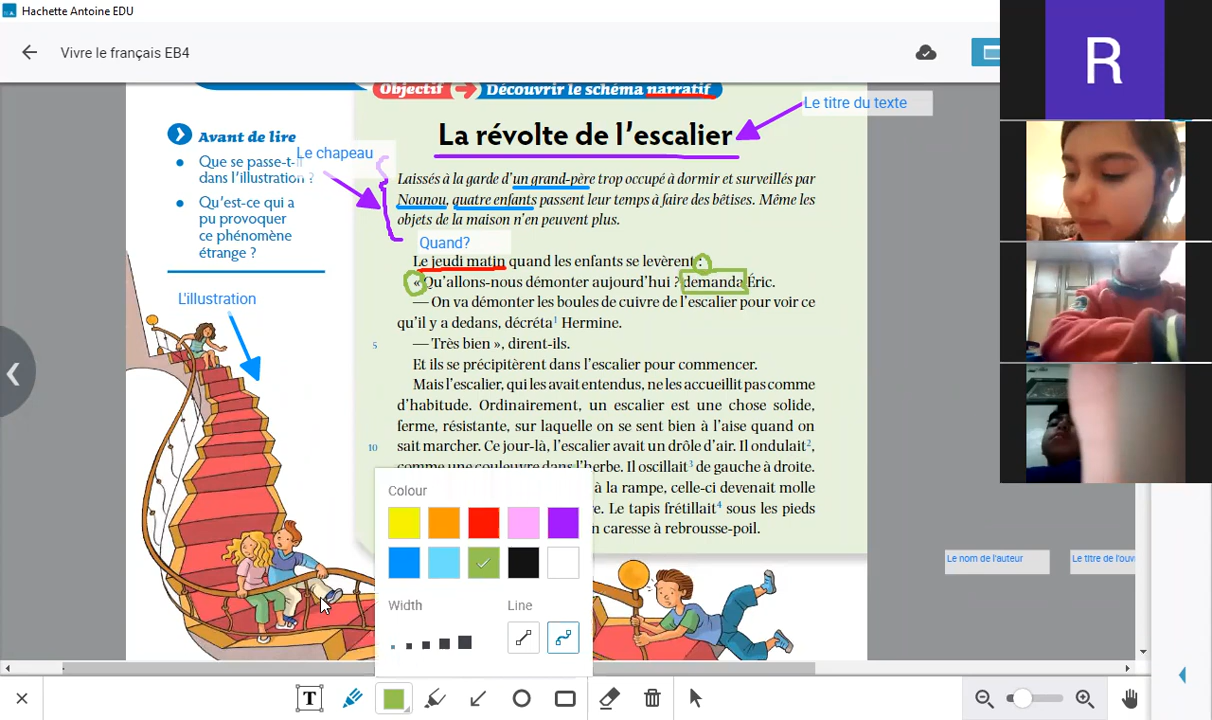 Hachette Antoine EDU
Vivre le français EB4
R
Objectif Découvrir le schéma narratif
Le titre du texte
La révolte de l'escalier
Avant de lire
Que se passe-t-il
dans l'illustration ?
Qu'est-ce qui a
pu provoquer
ce phénomène
étrange ?
Le chapeau
Laissés à la garde d'un grand-père trop occupé à dormir et surveillés par
Nounou, quatre enfants passent leur temps à faire des bêtises. Même les
objets de la maison n'en peuvent plus.
Quand?
Le jeudi matin quand les enfants se levèrent :
« Qu'allons-nous démonter aujourd'hui ? demanda Éric.
— On va démonter les boules de cuivre de l'escalier pour voir ce
qu'il y a dedans, décréta1 Hermine.
5 — Très bien », dirent-ils.
Et ils se précipitèrent dans l'escalier pour commencer.
Mais l'escalier, qui les avait entendus, ne les accueillit pas comme
d'habitude. Ordinairement, un escalier est une chose solide,
ferme, résistante, sur laquelle on se sent bien à l'aise quand on
10 sait marcher. Ce jour-là, l'escalier avait un drôle d'air. Il ondulait2,
comme une couleuvre dans l'herbe. Il oscillait3 de gauche à droite.
à la rampe, celle-ci devenait molle
Le tapis frétillait4 sous les pieds
caresse à rebrousse-poil.
L'illustration
Colour
Width
Line
Le nom de l'auteur
Le titre de l'ouv
T